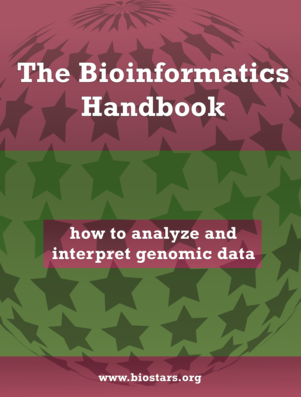 The Bioinformatics
Handbook
how to analyze and
interpret genomic data
www.biostars.org